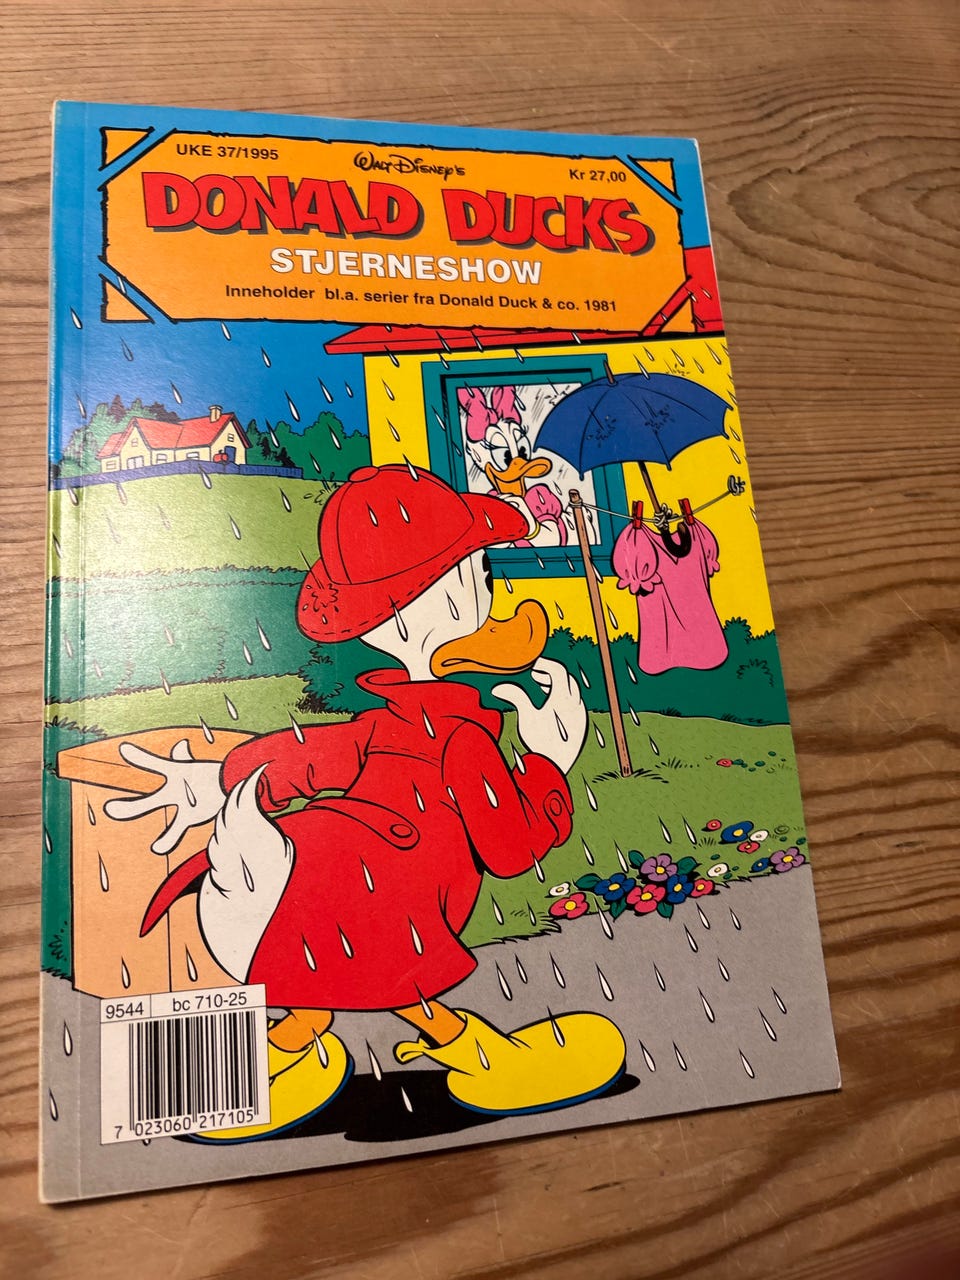 UKE 37/1995
WALT DISNEY'S
Kr 27,00
DONALD DUCKS
STJERNESHOW
Inneholder bl.a. serier fra Donald Duck & co. 1981
9544 bc 710-25
7 023060 217105